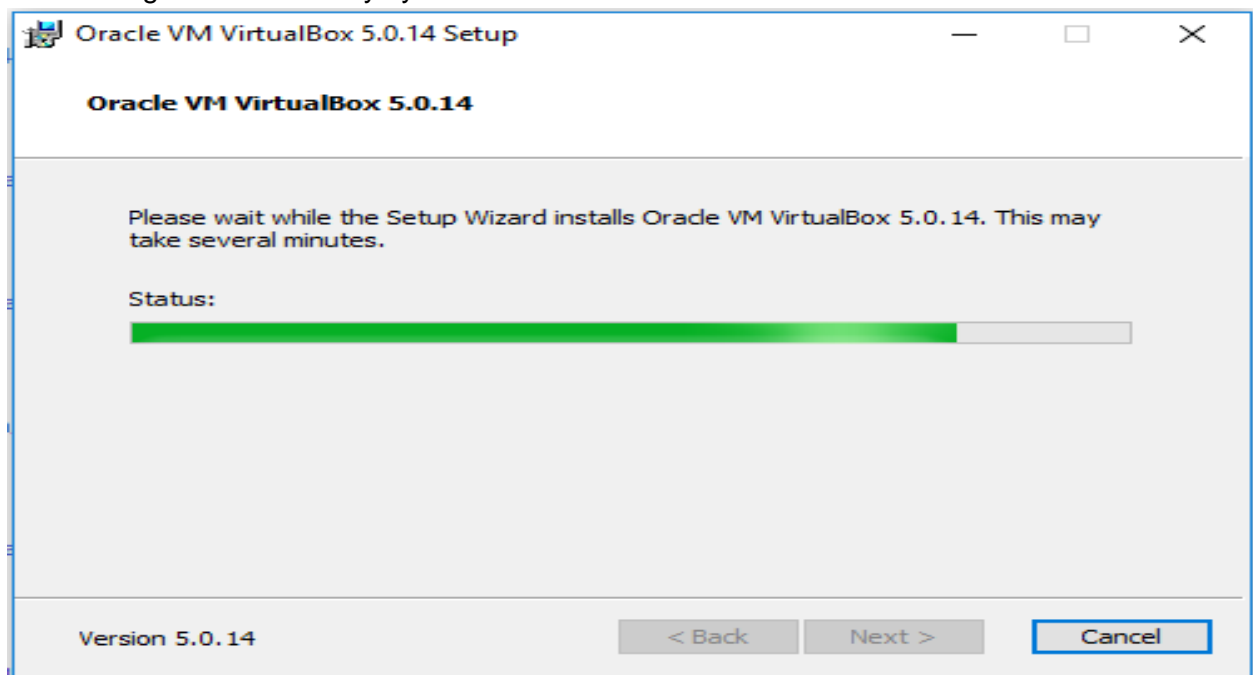 Oracle VM VirtualBox 5.0.14 Setup
Oracle VM VirtualBox 5.0.14
Please wait while the Setup Wizard installs Oracle VM VirtualBox 5.0.14. This may
take several minutes.
Status:
Version 5.0.14
< Back
Next >
Cancel